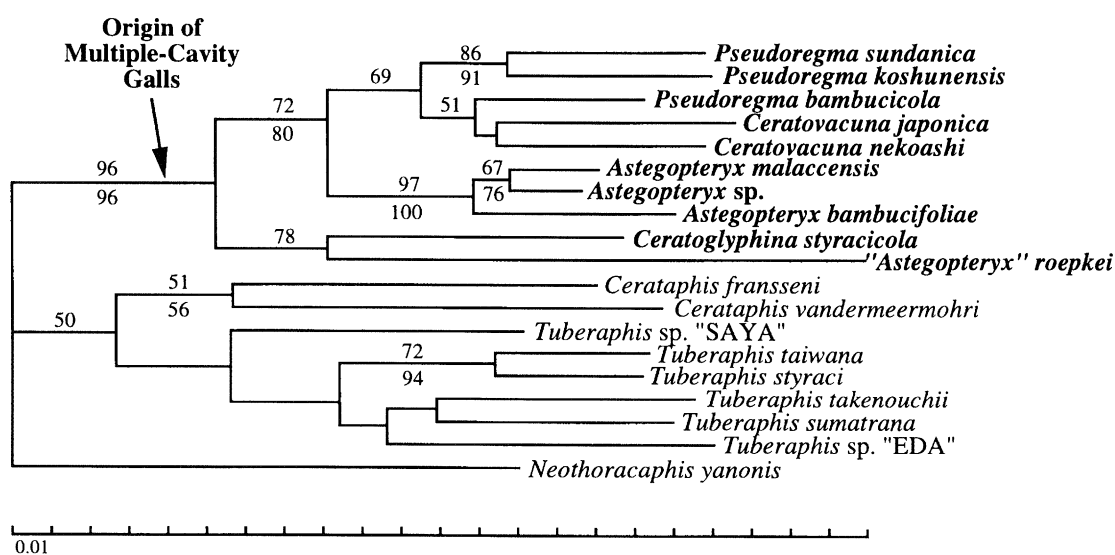 Origin of
Multiple-Cavity
Galls
86
Pseudoregma sundanica
91
Pseudoregma koshunensis
69
51
Pseudoregma bambucicola
72
80
Ceratovacuna japonica
Ceratovacuna nekoashi
96
96
67
Astegopteryx malaccensis
97
76
Astegopteryx sp.
100
Astegopteryx bambucifoliae
78
Ceratoglyphina styracicola
"Astegopteryx" roepkei
51
Cerataphis fransseni
56
Cerataphis vandermeermohri
50
Tuberaphis sp. "SAYA"
72
Tuberaphis taiwana
94
Tuberaphis styraci
Tuberaphis takenouchii
Tuberaphis sumatrana
Tuberaphis sp. "EDA"
Neothoracaphis yanonis
0.01